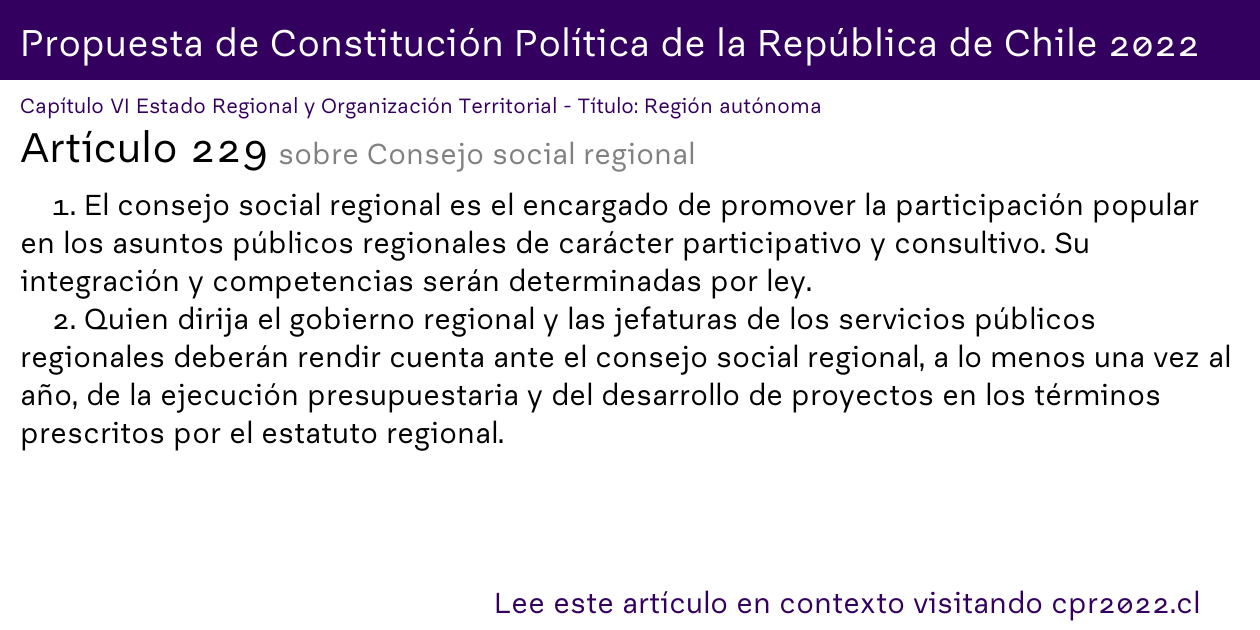 Propuesta de Constitución Política de la República de Chile 2022
Capítulo VI Estado Regional y Organización Territorial - Título: Región autónoma
Artículo 229 sobre Consejo social regional
1. El consejo social regional es el encargado de promover la participación popular
en los asuntos públicos regionales de carácter participativo y consultivo. Su
integración y competencias serán determinadas por ley.
2. Quien dirija el gobierno regional y las jefaturas de los servicios públicos
regionales deberán rendir cuenta ante el consejo social regional, a lo menos una vez al
año, de la ejecución presupuestaria y del desarrollo de proyectos en los términos
prescritos por el estatuto regional.
Lee este artículo en contexto visitando cpr2022.cl